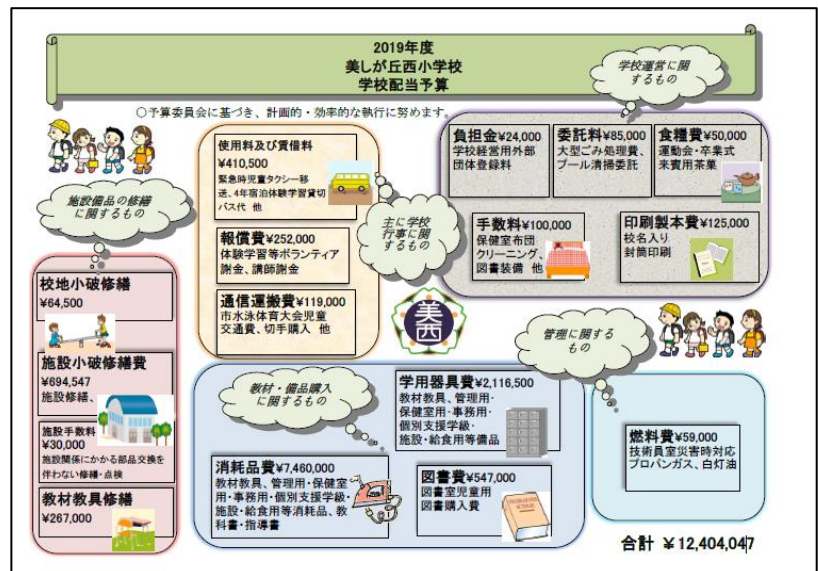 2019年度
美しが丘西小学校
学校配当予算
○予算委員会に基づき、計画的・効率的な執行に努めます。
施設備品の修繕
に関するもの
校地小破修繕
¥64,500
施設小破修繕費
¥694,547
施設修繕、
施設手数料
¥30,000
施設関係にかかる部品交換を
伴わない修繕・点検
教材教具修繕
¥267,000
使用料及び賃借料
¥410,500
緊急時児童タクシー移
送、4年宿泊体験学習貸切
バス代 他
報償費¥252,000
体験学習等ボランティア
謝金、講師謝金
通信運搬費¥119,000
市水泳体育大会児童
交通費、切手購入 他
主に学校
行事に関
するもの
学校運営に関
するもの
負担金¥24,000
学校経営用外部
団体登録料
委託料¥85,000
大型ごみ処理費、
プール清掃委託
食糧費¥50,000
運動会・卒業式
来賓用茶菓
手数料¥100,000
保健室布団
クリーニング、
図書装備 他
印刷製本費¥125,000
校名入り
封筒印刷
美西
教材・備品購入
に関するもの
学用器具費¥2,116,500
教材教具、管理用・
保健室用・事務用・
個別支援学級・
施設・給食用等備品
消耗品費¥7,460,000
教材教具、管理用・保健室
用・事務用・個別支援学級・
施設・給食用等消耗品、教
科書・指導書
図書費¥547,000
図書室児童用
図書購入費
管理に関する
もの
燃料費¥59,000
技術員室災害時対応
プロパンガス、白灯油
合計 ¥12,404,047